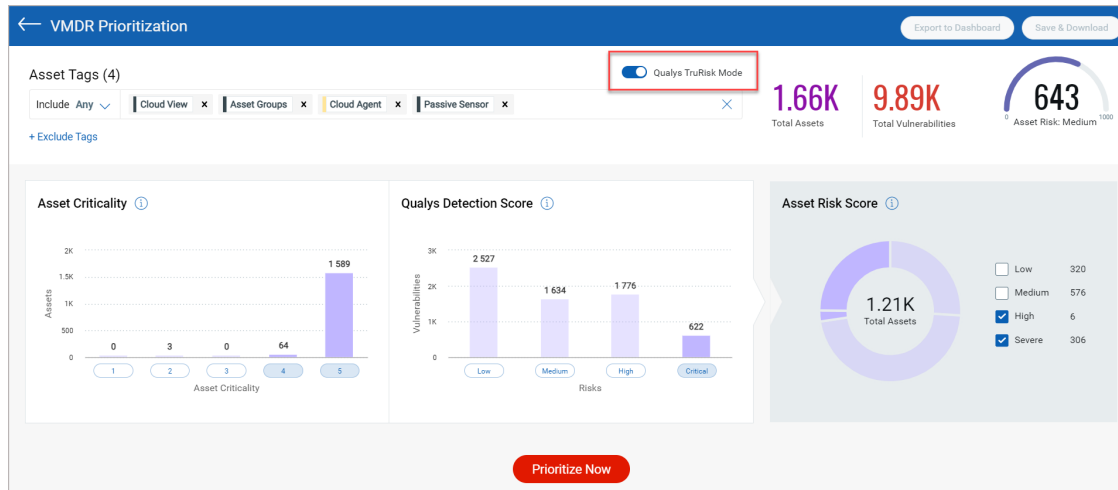 VMDR Prioritization
Export to Dashboard
Save & Download
Asset Tags (4)
Qualys TruRisk Mode
Include Any
Cloud View x
Asset Groups x
Cloud Agent x
Passive Sensor x
+ Exclude Tags
1.66K
Total Assets
9.89K
Total Vulnerabilities
643
0
1000
Asset Risk: Medium
Asset Criticality
2K
1.5K
1K
500
0
Assets
0
3
0
64
1 589
1
2
3
4
5
Asset Criticality
Qualys Detection Score
3K
2K
1K
0
Vulnerabilities
2 527
1 634
1 776
622
Low
Medium
High
Critical
Risks
Asset Risk Score
1.21K
Total Assets
Low 320
Medium 576
High 6
Severe 306
Prioritize Now